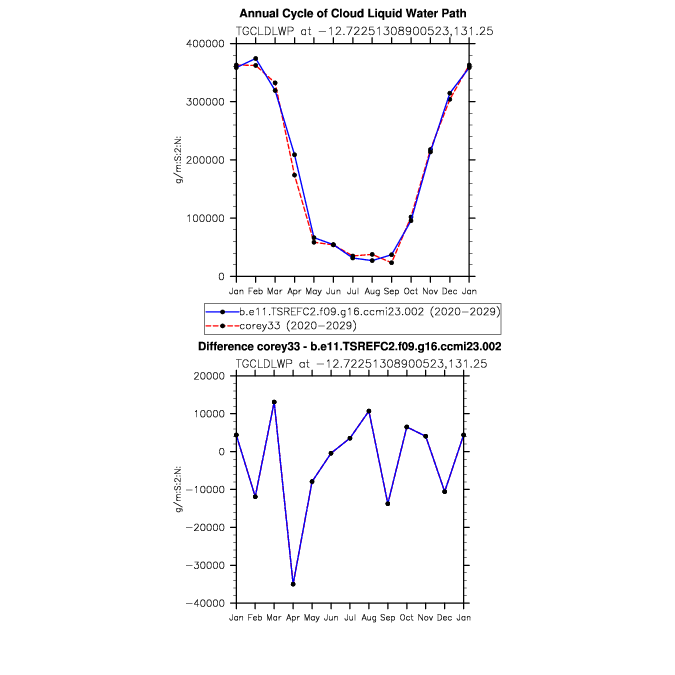 Annual Cycle of Cloud Liquid Water Path
TGCLDLWP at −12.72251308900523,131.25
400000
300000
200000
100000
0
g/m:S:2:N:
Jan Feb Mar Apr May Jun Jul Aug Sep Oct Nov Dec Jan
b.e11.TSREFC2.f09.g16.ccmi23.002 (2020−2029)
corey33 (2020−2029)
Difference corey33 - b.e11.TSREFC2.f09.g16.ccmi23.002
TGCLDLWP at −12.72251308900523,131.25
20000
10000
0
−10000
−20000
−30000
−40000
g/m:S:2:N:
Jan Feb Mar Apr May Jun Jul Aug Sep Oct Nov Dec Jan